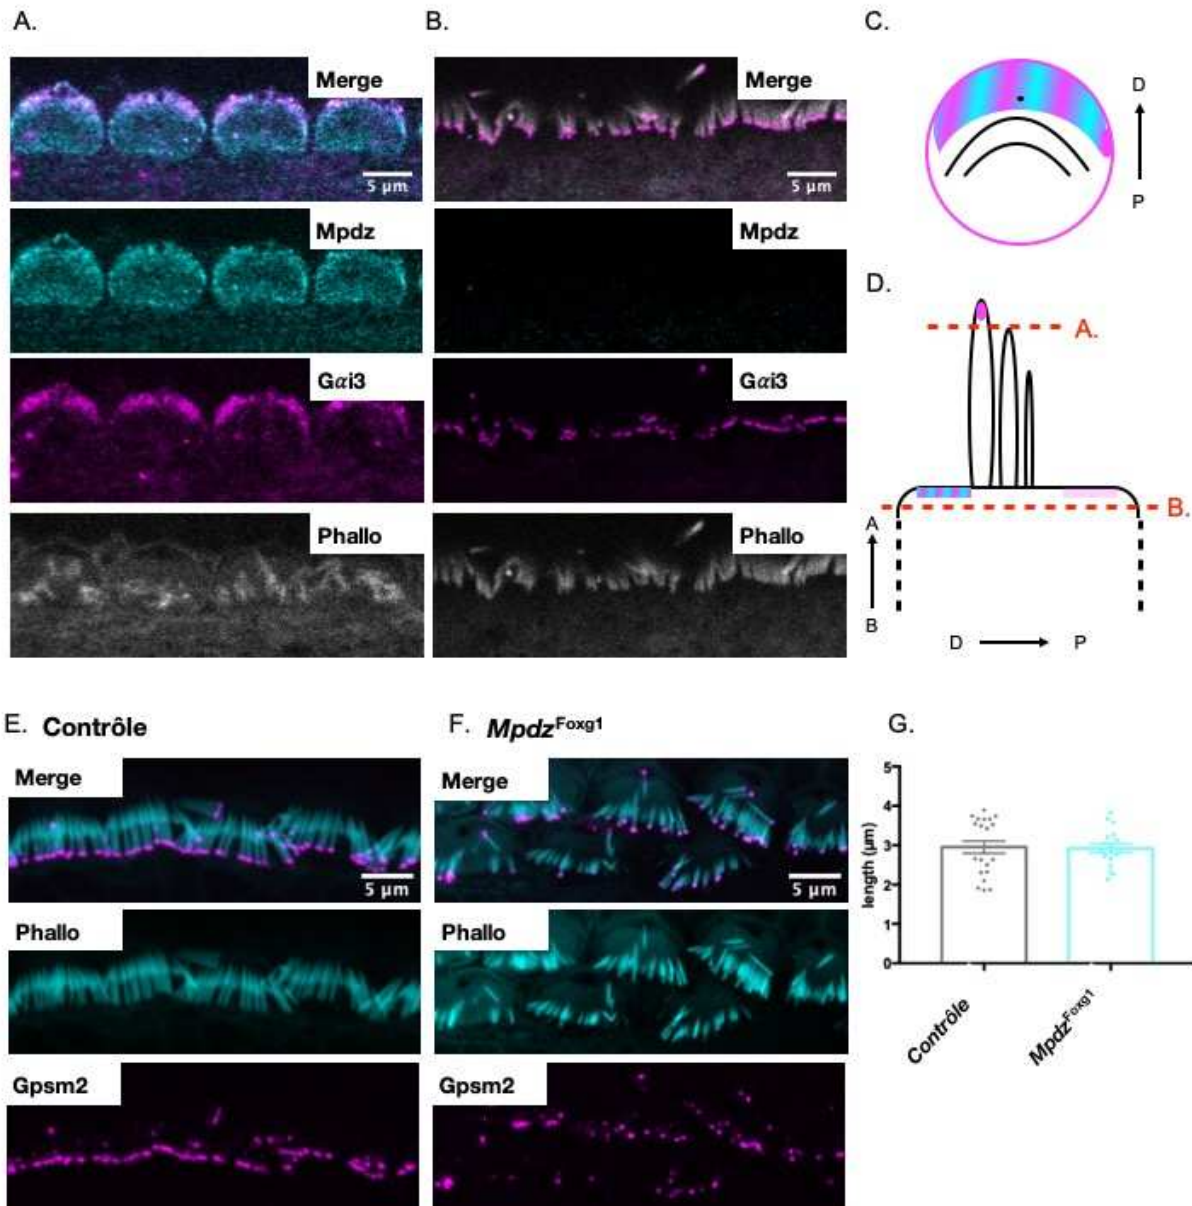 A.
Merge
5 µm
Mpdz
Gαi3
Phallo
B.
Merge
5 µm
Mpdz
Gαi3
Phallo
C.
D
P
D.
A.
B.
A
B
D
P
E. Contrôle
Merge
5 µm
Phallo
Gpsm2
F. Mpdz^Foxg1
Merge
5 µm
Phallo
Gpsm2
G.
length (µm)
5
4
3
2
1
0
Contrôle
Mpdz^Foxg1